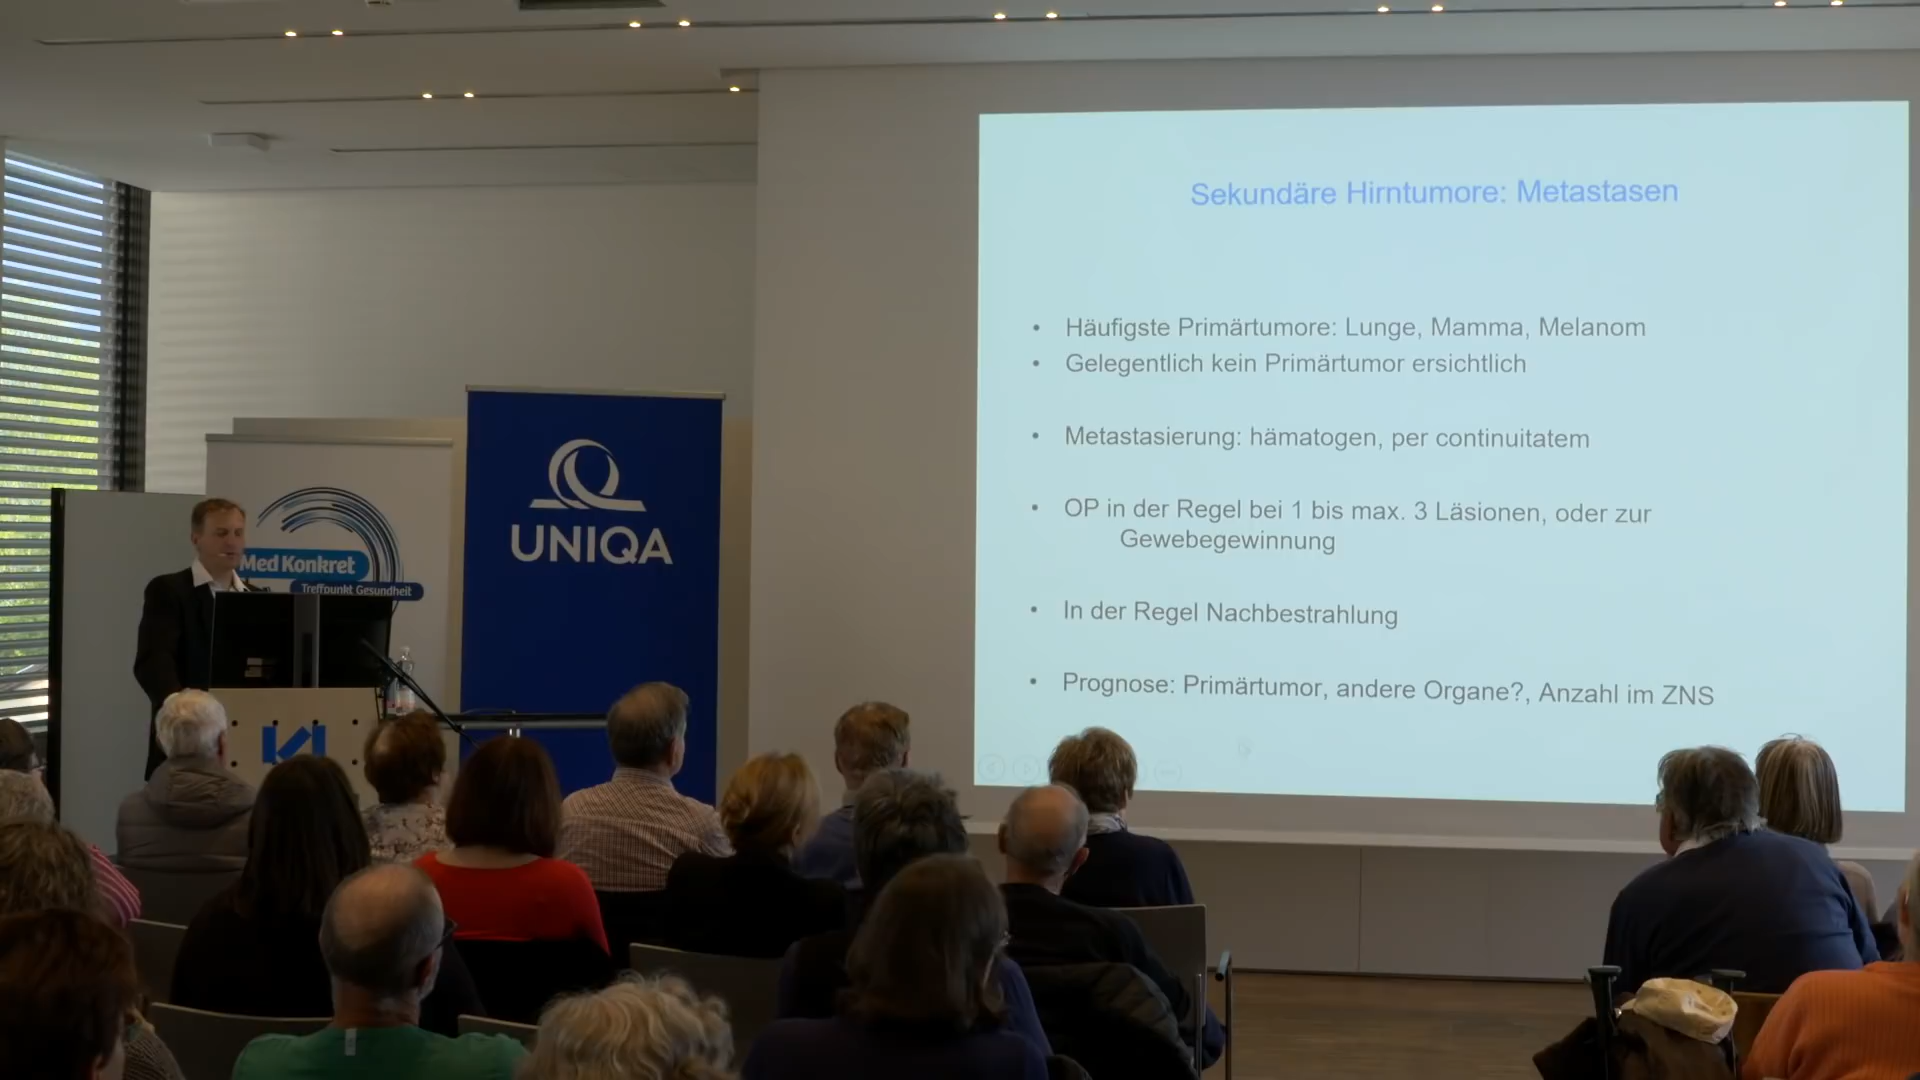 Sekundäre Hirntumore: Metastasen
• Häufigste Primärtumore: Lunge, Mamma, Melanom
• Gelegentlich kein Primärtumor ersichtlich
• Metastasierung: hämatogen, per continuitatem
• OP in der Regel bei 1 bis max. 3 Läsionen, oder zur
Gewebegewinnung
• In der Regel Nachbestrahlung
• Prognose: Primärtumor, andere Organe?, Anzahl im ZNS
UNIQA
Med Konkret
Treffpunkt Gesundheit